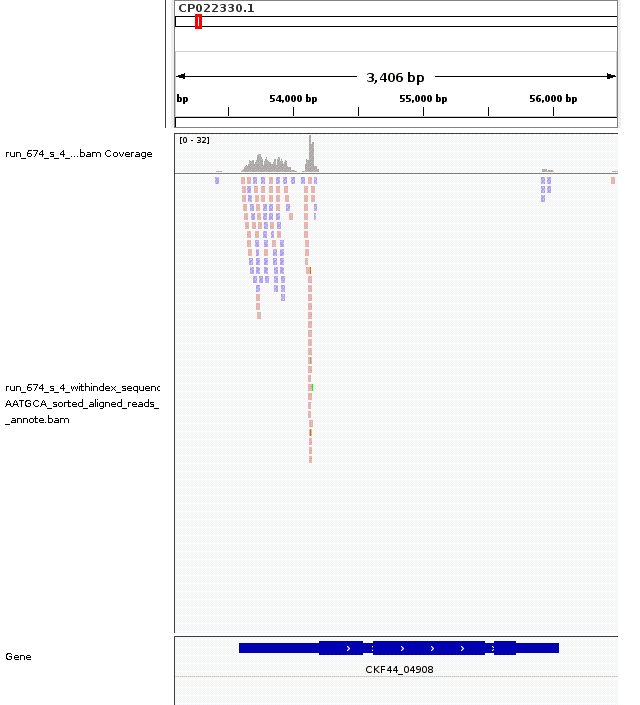 CP022330.1
3,406 bp
bp 54,000 bp 55,000 bp 56,000 bp
[0 - 32]
run_674_s_4_...bam Coverage
run_674_s_4_withindex_sequenc
AATGCA_sorted_aligned_reads_
_annote.bam
Gene
CKF44_04908